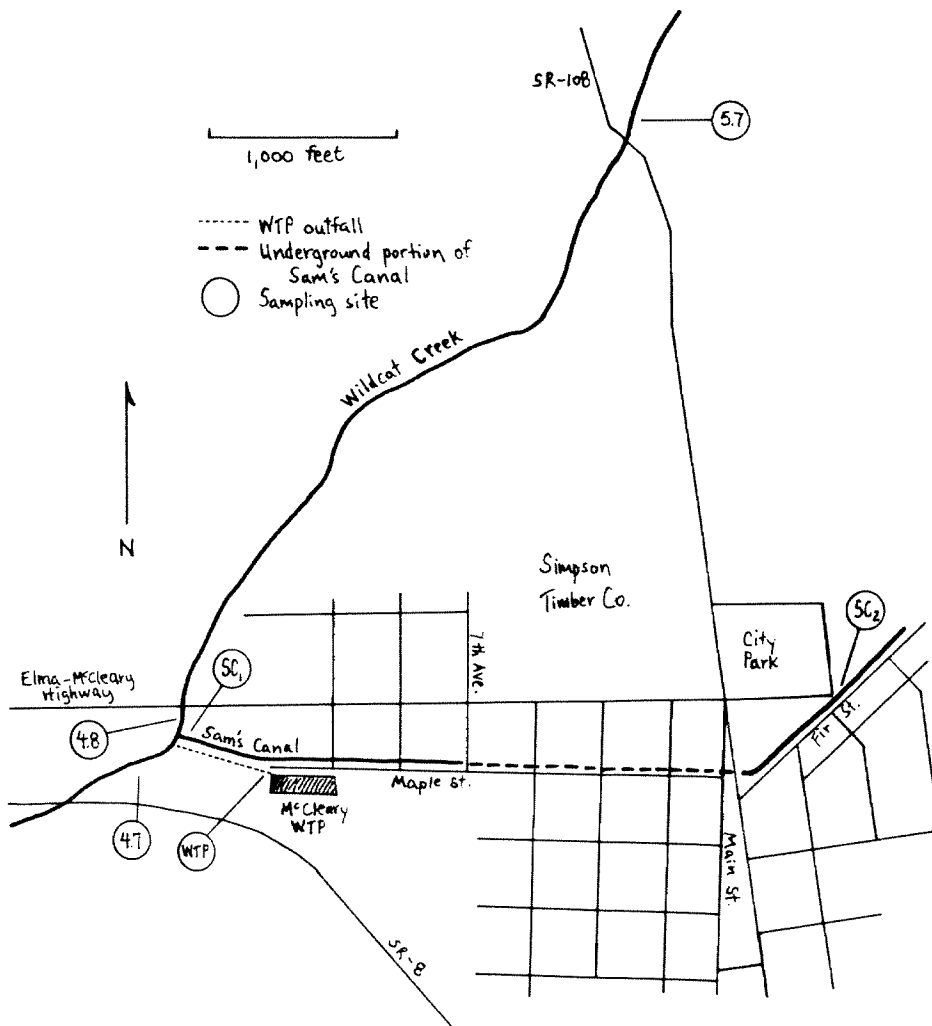 SR-108
5.7
1,000 feet
WTP outfall
Underground portion of
Sam's Canal
Sampling site
Wildcat Creek
N
Simpson
Timber Co.
SC2
City
Park
7th Ave.
SC1
Elma-McCleary
Highway
4.8
Sam's Canal
Fir St.
Maple St.
McCleary
WTP
4.7
WTP
Main St.
SR-8